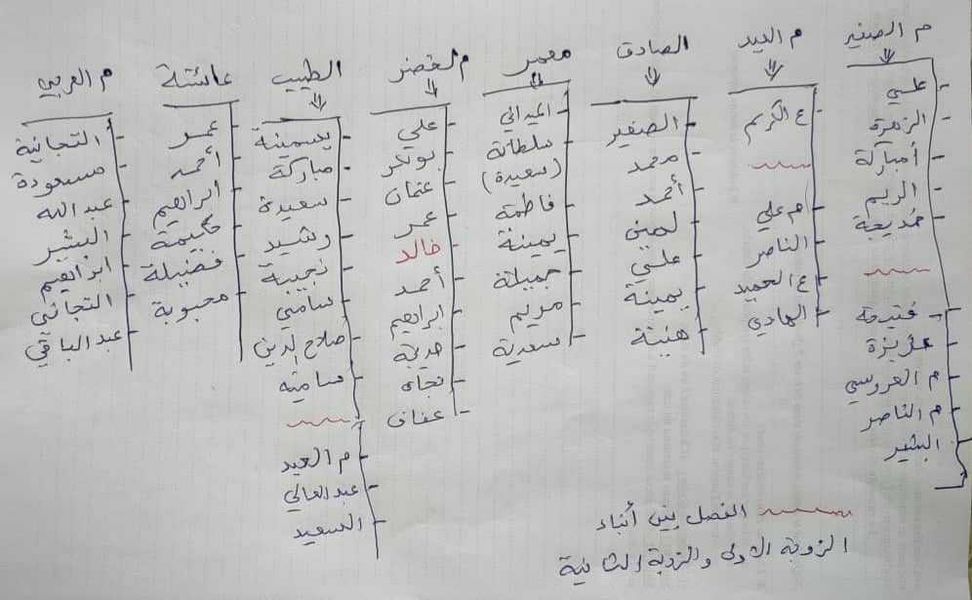 م الصغير
علي
الزهرة
أمباركة
الريم
خديجة
فتيحة
عزيزة
م العروسي
م الناصر
البشير
م العيد
ع الكريم
م علي
الناصر
ع الحميد
الهادي
الصادق
الصغير
محمد
أحمد
لمين
علي
يمينة
هنية
معمر
الميداني
سلطانة
(سعيدة)
فاطمة
يمينة
جميلة
مريم
سعدية
م لخضر
علي
بوبكر
عثمان
عمر
خالد
أحمد
ابراهيم
خديجة
نجاة
عفاف
الطيب
يسمينة
مباركة
سعيدة
رشيد
نجيبة
سامي
صلاح الدين
سامية
م العيد
عبد العالي
السعيد
عائشة
عمر
أحمد
ابراهيم
حكيمة
فضيلة
محبوبة
م العربي
التجانية
مسعودة
عبد الله
البشير
ابراهيم
التجاني
عبد الباقي
الفصل بين أبناء
الزوجة الأولى والزوجة الثانية